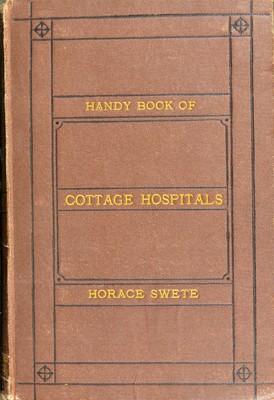 HANDY BOOK OF
COTTAGE HOSPITALS
HORACE SWETE